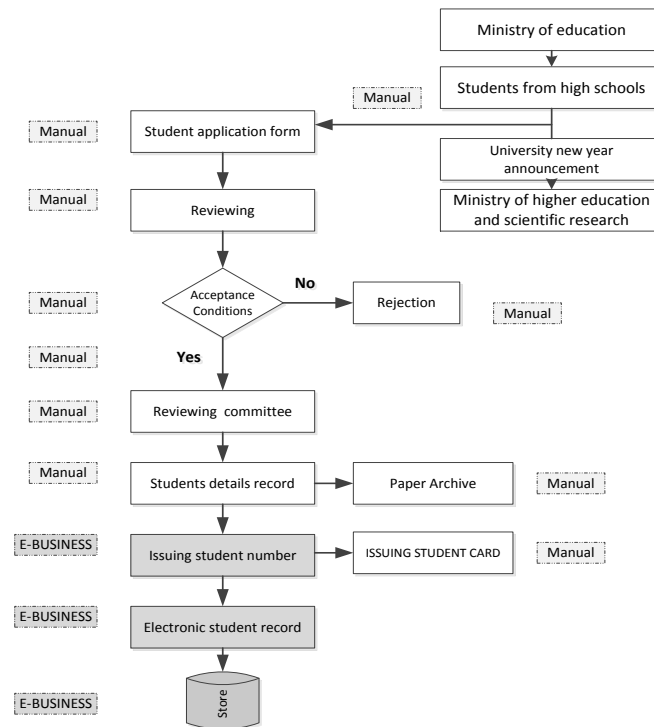 Ministry of education
Students from high schools
Manual
Manual
Student application form
University new year
announcement
Manual
Reviewing
Ministry of higher education
and scientific research
No
Manual
Acceptance
Conditions
Rejection
Manual
Manual
Yes
Manual
Reviewing committee
Manual
Students details record
Paper Archive
Manual
E-BUSINESS
Issuing student number
ISSUING STUDENT CARD
Manual
E-BUSINESS
Electronic student record
E-BUSINESS
Store